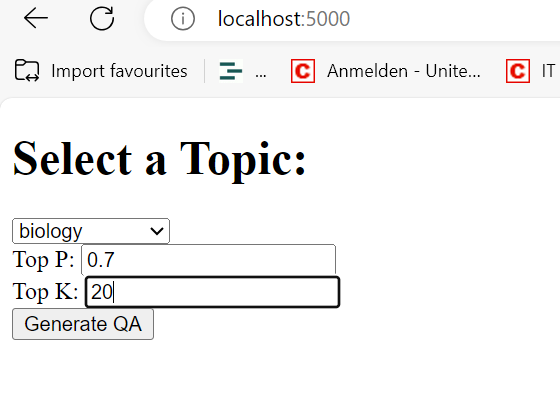 localhost:5000
Import favourites ... C Anmelden - Unite... C IT
Select a Topic:
biology
Top P: 0.7
Top K: 20
Generate QA